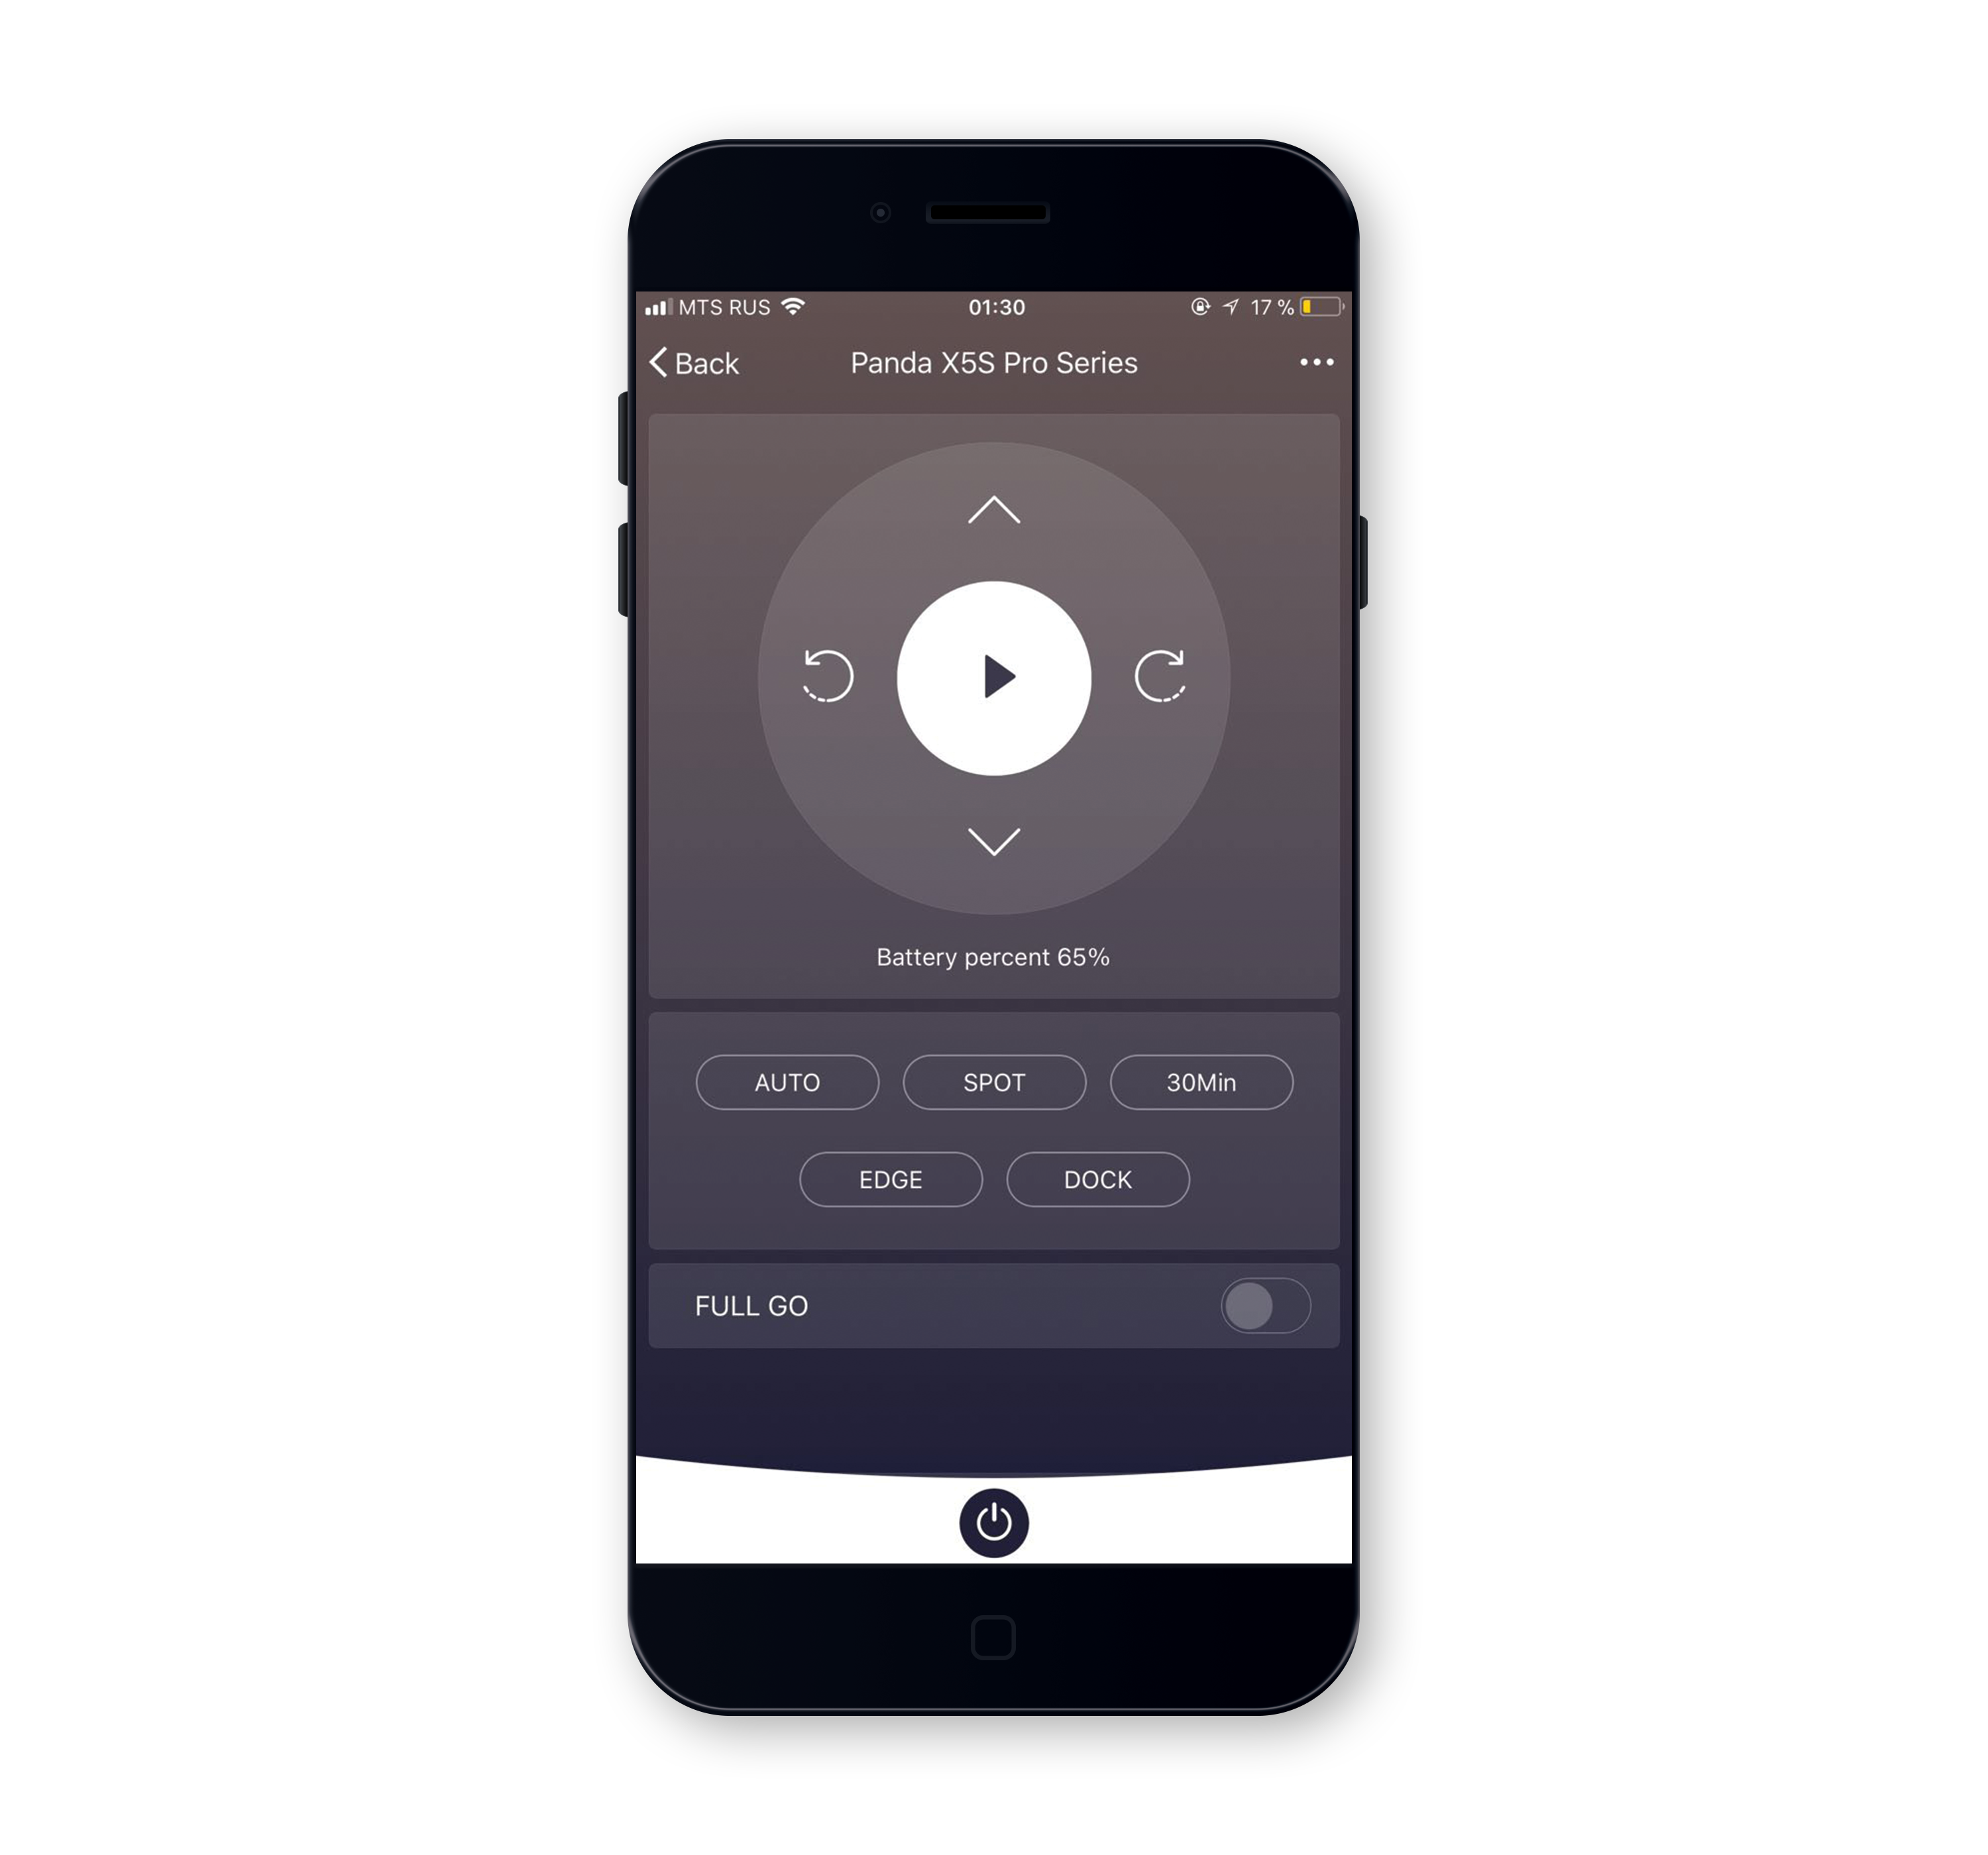 MTS RUS 01:30 17 %
Back Panda X5S Pro Series
Battery percent 65%
AUTO SPOT 30Min
EDGE DOCK
FULL GO